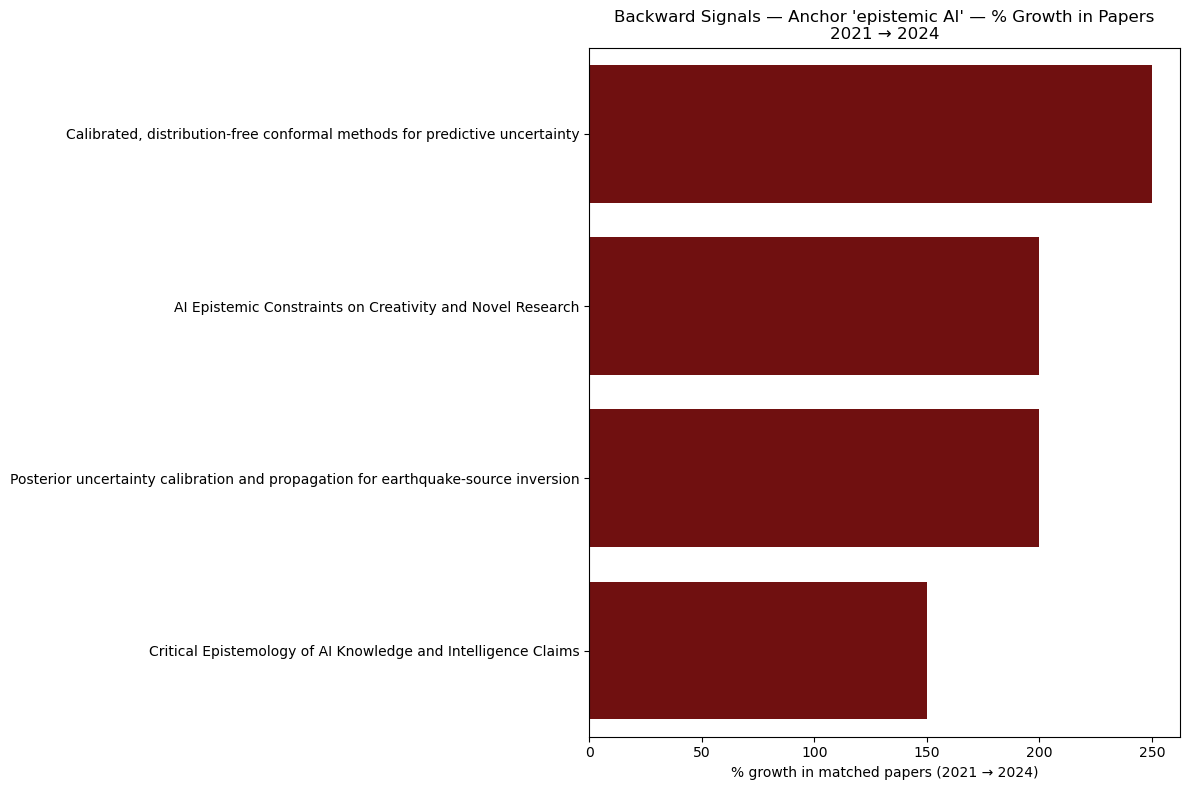 Backward Signals — Anchor 'epistemic AI' — % Growth in Papers
2021 → 2024
Calibrated, distribution-free conformal methods for predictive uncertainty
AI Epistemic Constraints on Creativity and Novel Research
Posterior uncertainty calibration and propagation for earthquake-source inversion
Critical Epistemology of AI Knowledge and Intelligence Claims
0 50 100 150 200 250
% growth in matched papers (2021 → 2024)